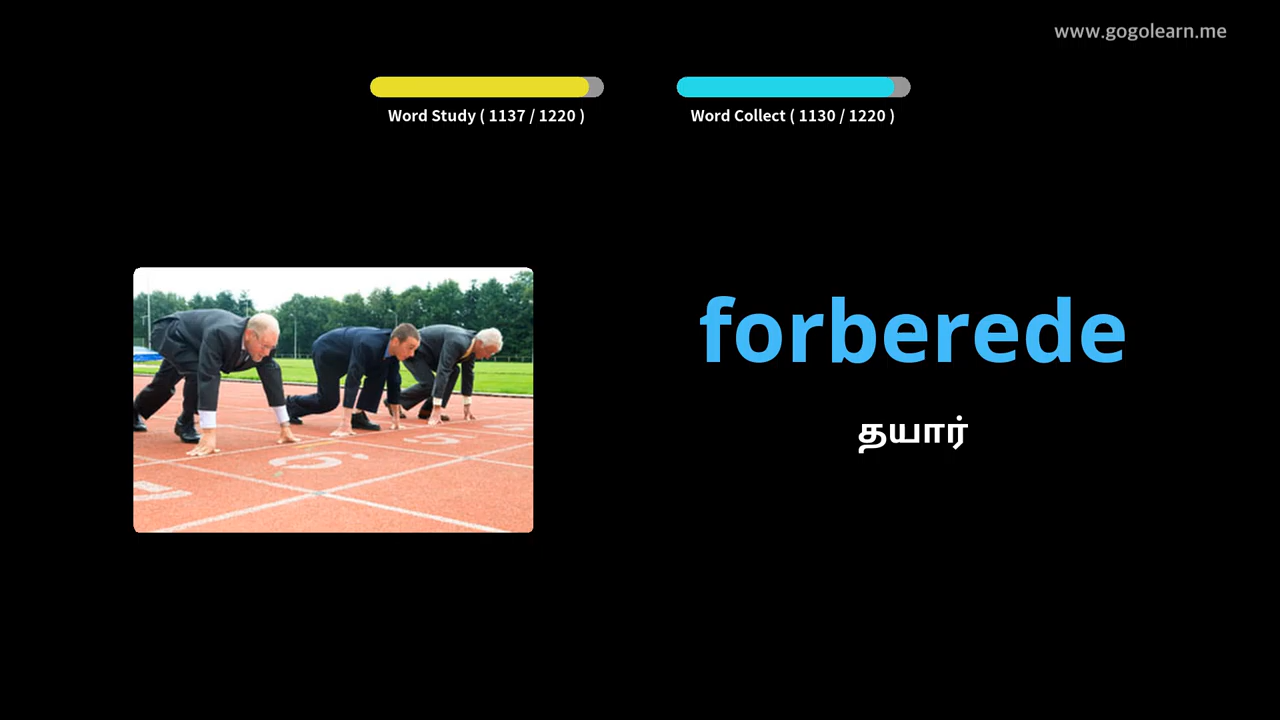 www.gogolearn.me
Word Study ( 1137 / 1220 )
Word Collect ( 1130 / 1220 )
forberede
தயார்